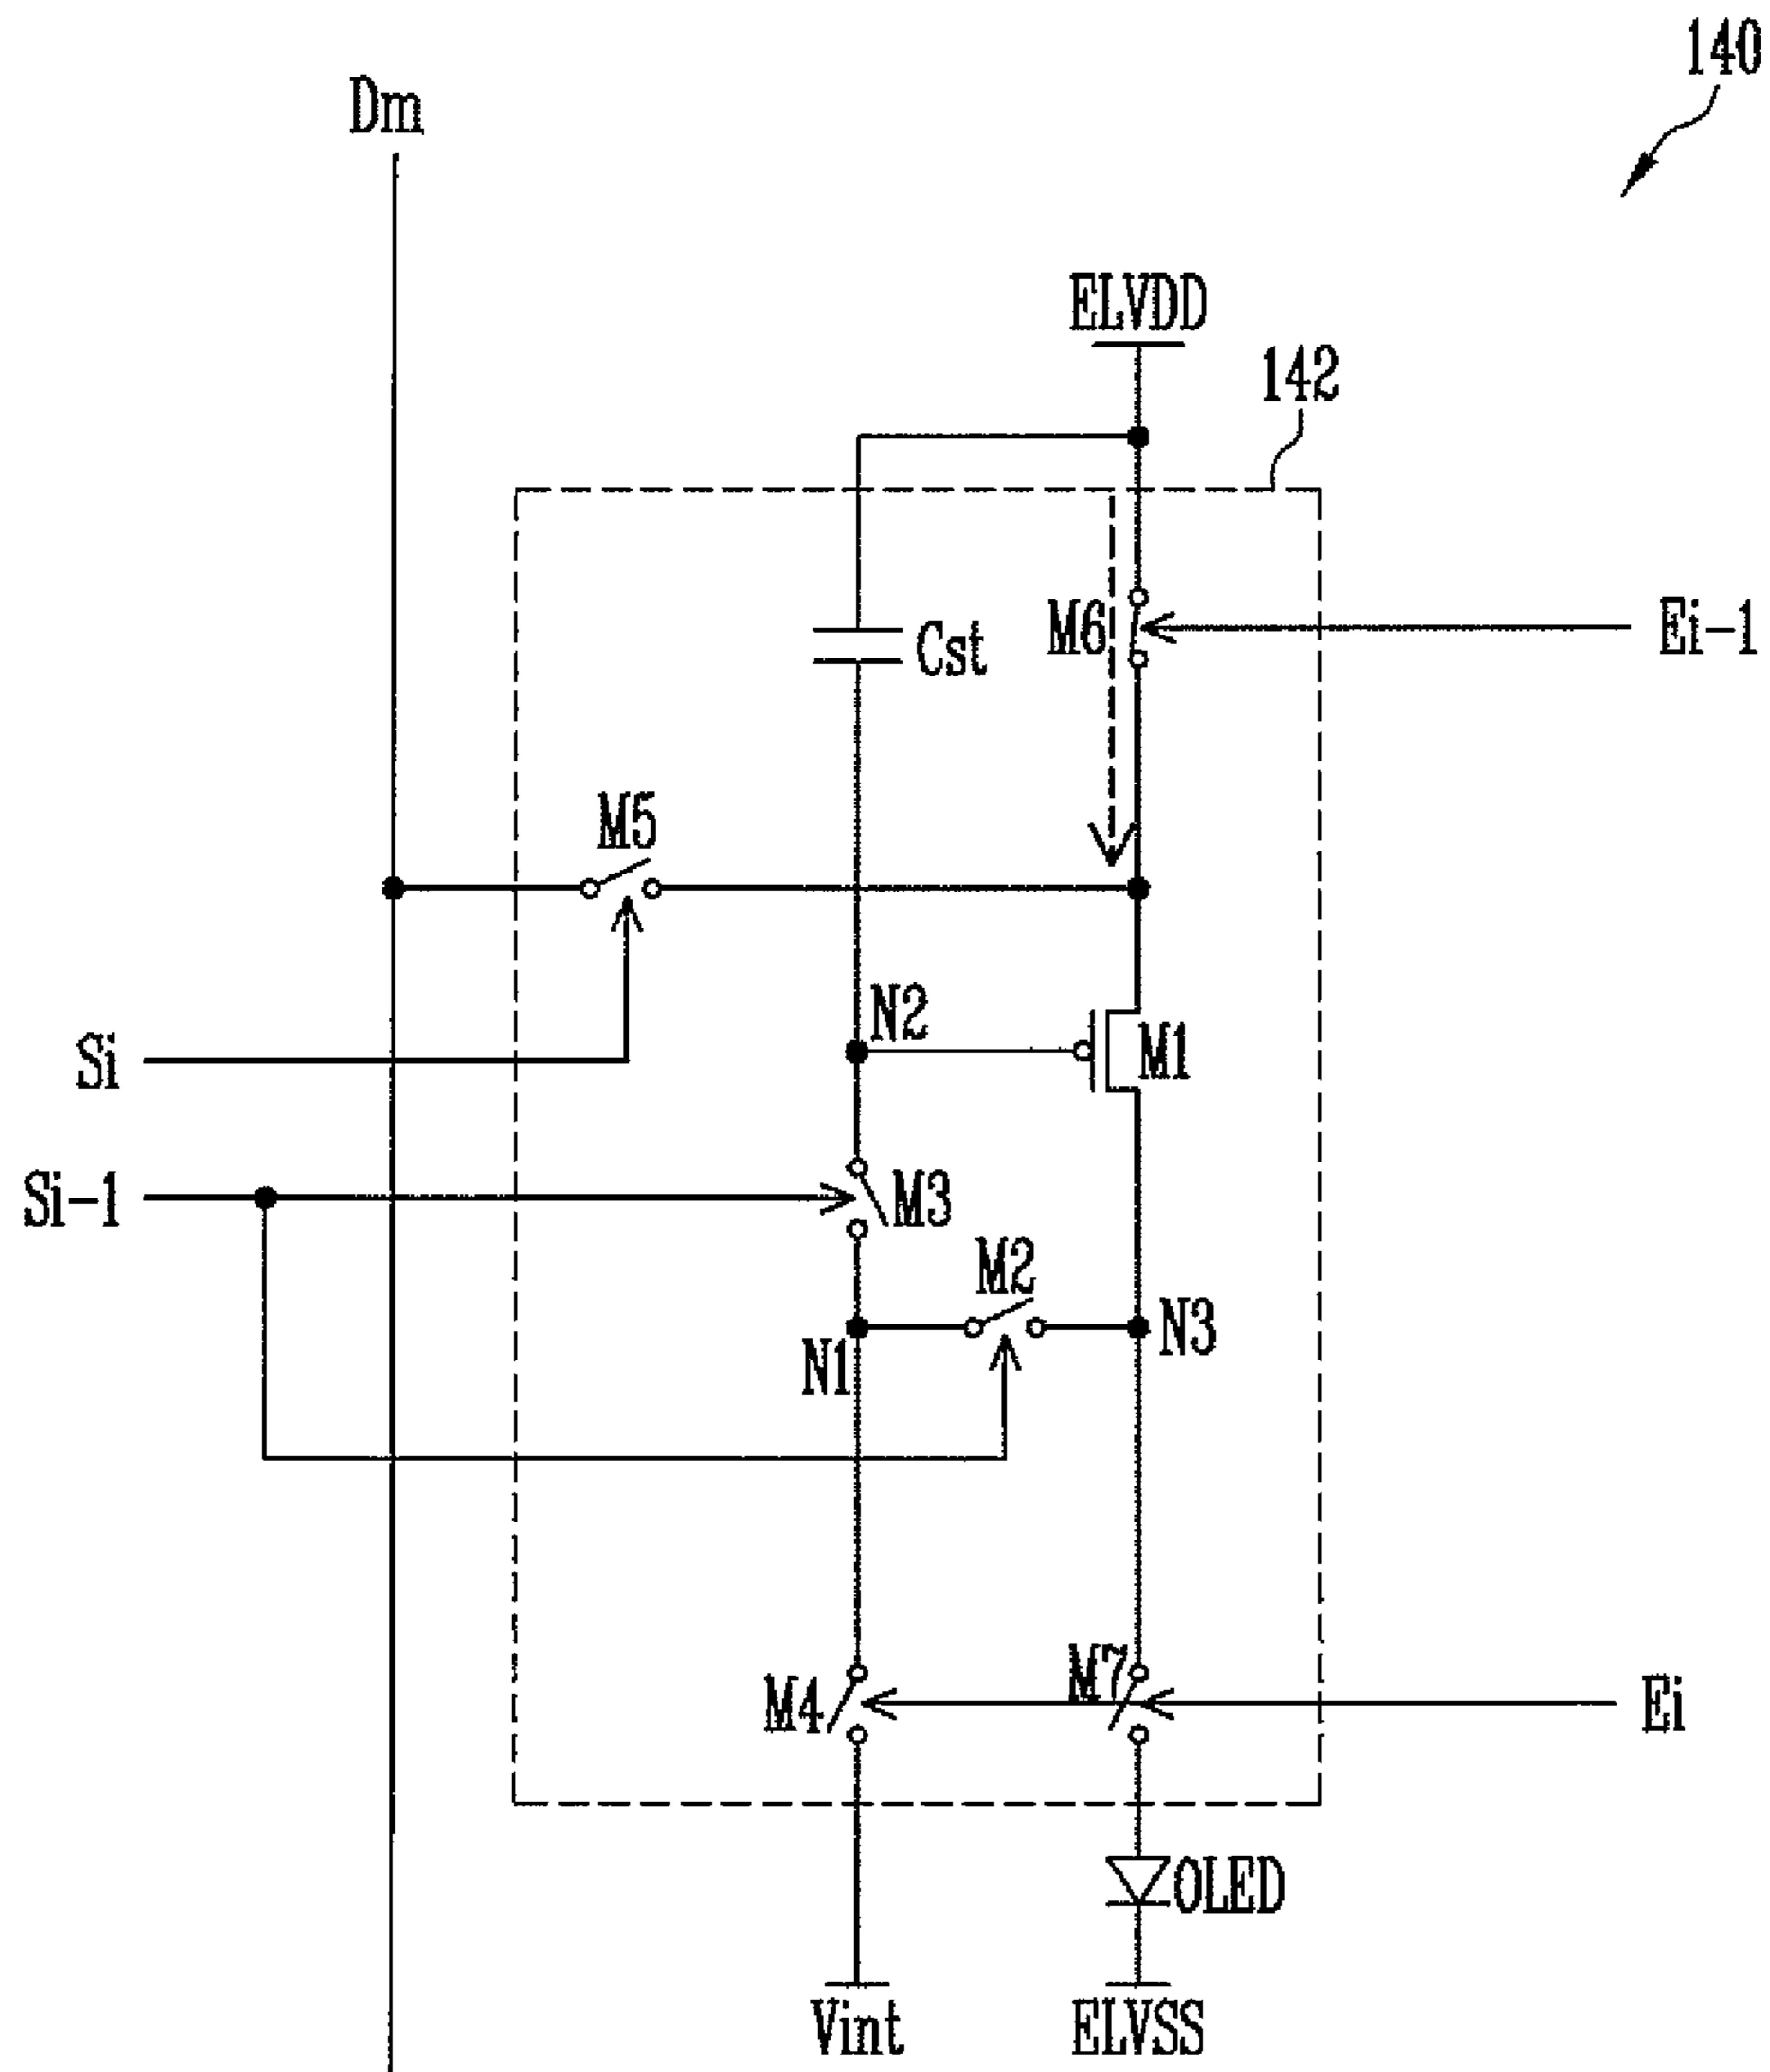 140
Dm
ELVDD
142
M6
Ei-1
Cst
M5
N2
Si
M1
Si-1
M3
M2
N3
N1
M7
M4
Ei
OLED
Vint
ELVSS